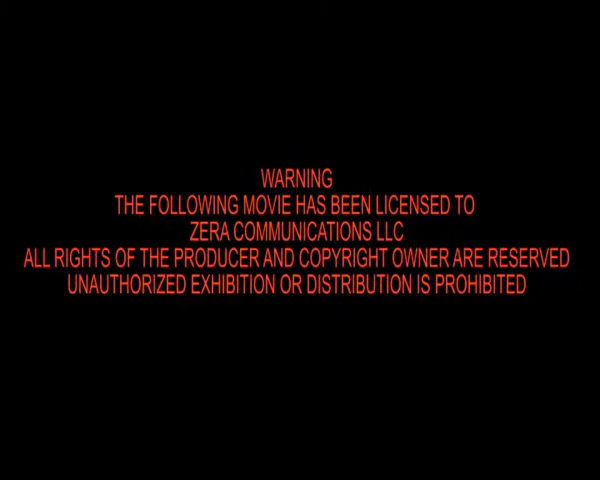 WARNING
THE FOLLOWING MOVIE HAS BEEN LICENSED TO
ZERA COMMUNICATIONS LLC
ALL RIGHTS OF THE PRODUCER AND COPYRIGHT OWNER ARE RESERVED
UNAUTHORIZED EXHIBITION OR DISTRIBUTION IS PROHIBITED